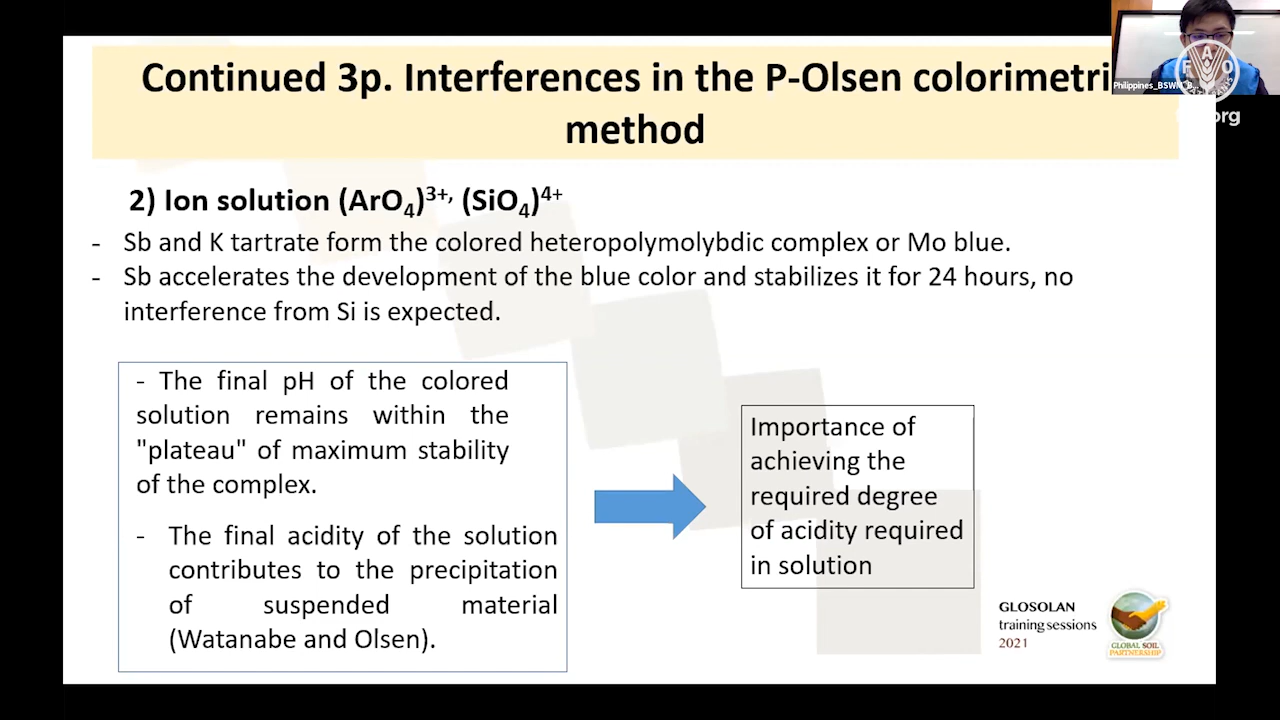 Continued 3p. Interferences in the P-Olsen colorimetri
method
2) Ion solution (ArO₄)³⁺, (SiO₄)⁴⁺
- Sb and K tartrate form the colored heteropolymolybdic complex or Mo blue.
- Sb accelerates the development of the blue color and stabilizes it for 24 hours, no
interference from Si is expected.
- The final pH of the colored
solution remains within the
"plateau" of maximum stability
of the complex.
- The final acidity of the solution
contributes to the precipitation
of suspended material
(Watanabe and Olsen).
Importance of
achieving the
required degree
of acidity required
in solution
GLOSOLAN
training sessions
2021
GLOBAL SOIL
PARTNERSHIP
F A O
org